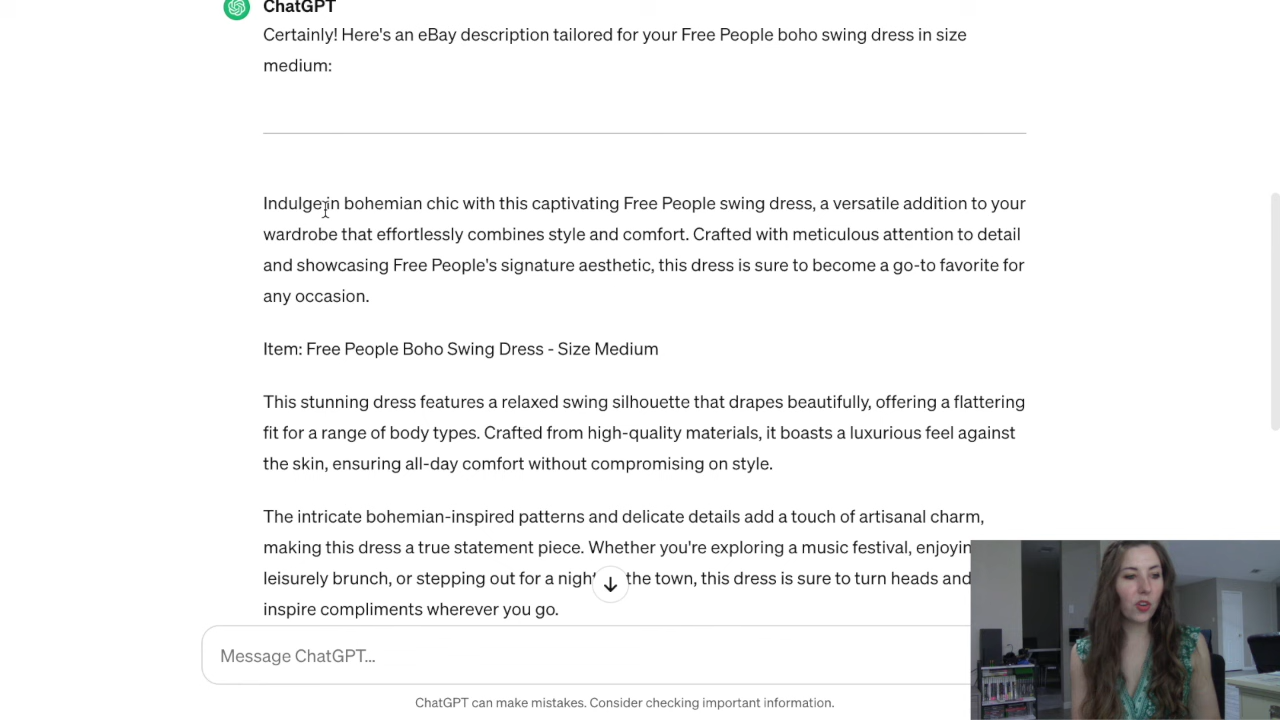 ChatGPT
Certainly! Here's an eBay description tailored for your Free People boho swing dress in size
medium:
Indulge in bohemian chic with this captivating Free People swing dress, a versatile addition to your
wardrobe that effortlessly combines style and comfort. Crafted with meticulous attention to detail
and showcasing Free People's signature aesthetic, this dress is sure to become a go-to favorite for
any occasion.
Item: Free People Boho Swing Dress - Size Medium
This stunning dress features a relaxed swing silhouette that drapes beautifully, offering a flattering
fit for a range of body types. Crafted from high-quality materials, it boasts a luxurious feel against
the skin, ensuring all-day comfort without compromising on style.
The intricate bohemian-inspired patterns and delicate details add a touch of artisanal charm,
making this dress a true statement piece. Whether you're exploring a music festival,
leisurely brunch, or stepping out for a the town, this dress is sure to turn heads and
inspire compliments wherever you go.
Message ChatGPT...
ChatGPT can make mistakes. Consider checking important information.